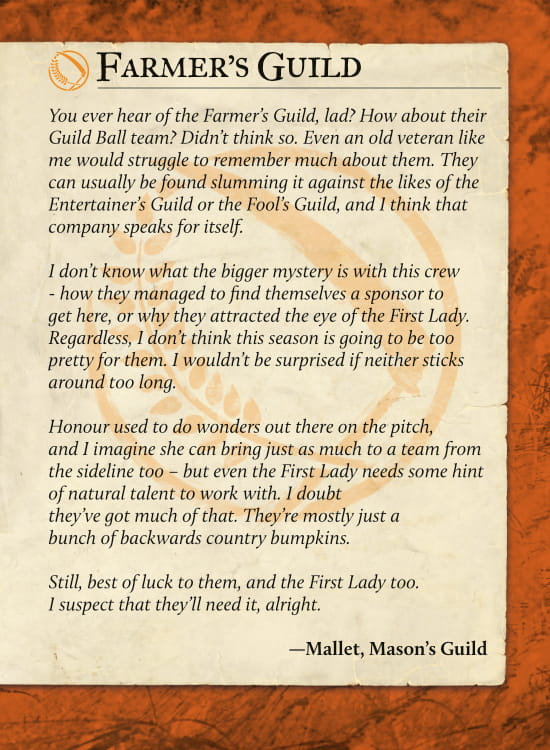 Farmer's Guild
You ever hear of the Farmer's Guild, lad? How about their
Guild Ball team? Didn't think so. Even an old veteran like
me would struggle to remember much about them. They
can usually be found slumming it against the likes of the
Entertainer's Guild or the Fool's Guild, and I think that
company speaks for itself.
I don't know what the bigger mystery is with this crew
- how they managed to find themselves a sponsor to
get here, or why they attracted the eye of the First Lady.
Regardless, I don't think this season is going to be too
pretty for them. I wouldn't be surprised if neither sticks
around too long.
Honour used to do wonders out there on the pitch,
and I imagine she can bring just as much to a team from
the sideline too – but even the First Lady needs some hint
of natural talent to work with. I doubt
they've got much of that. They're mostly just a
bunch of backwards country bumpkins.
Still, best of luck to them, and the First Lady too.
I suspect that they'll need it, alright.
—Mallet, Mason's Guild